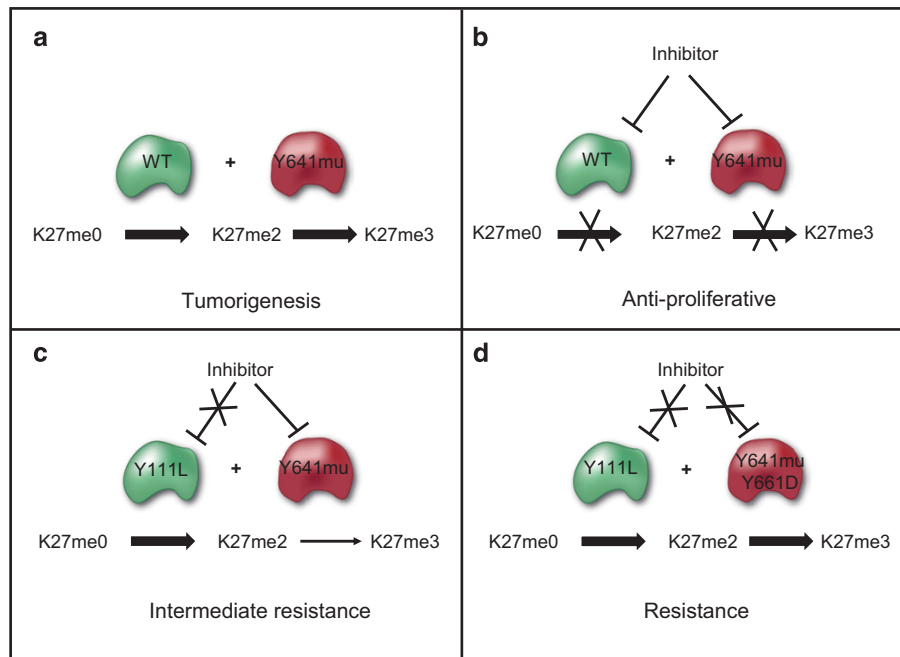 a
WT + Y641mu
K27me0 K27me2 K27me3
Tumorigenesis
b
Inhibitor
WT + Y641mu
K27me0 K27me2 K27me3
Anti-proliferative
c
Inhibitor
Y111L + Y641mu
K27me0 K27me2 K27me3
Intermediate resistance
d
Inhibitor
Y111L + Y641mu
Y661D
K27me0 K27me2 K27me3
Resistance